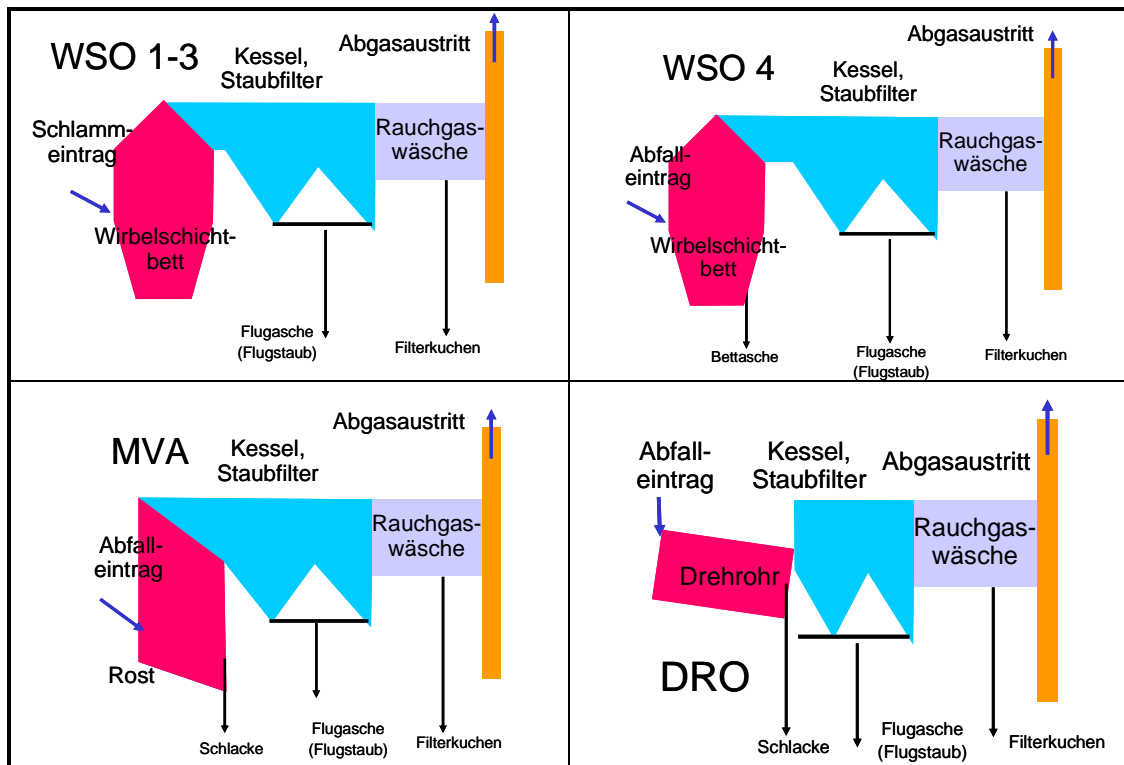 WSO 1-3
Kessel,
Staubfilter
Abgasaustritt
Schlamm-
eintrag
Rauchgas-
wäsche
Wirbelschicht-
bett
Flugasche
(Flugstaub)
Filterkuchen
WSO 4
Kessel,
Staubfilter
Abgasaustritt
Abfall-
eintrag
Rauchgas-
wäsche
Wirbelschicht-
bett
Bettasche
Flugasche
(Flugstaub)
Filterkuchen
MVA
Kessel,
Staubfilter
Abgasaustritt
Abfall-
eintrag
Rauchgas-
wäsche
Rost
Schlacke
Flugasche
(Flugstaub)
Filterkuchen
Abfall-
eintrag
Kessel,
Staubfilter
Abgasaustritt
Rauchgas-
wäsche
Drehrohr
DRO
Schlacke
Flugasche
(Flugstaub)
Filterkuchen